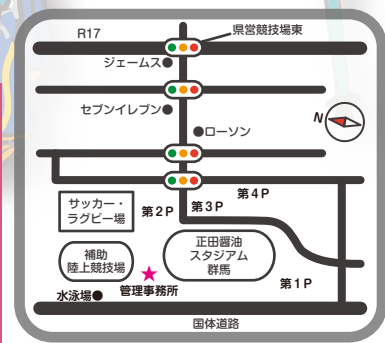 R17
県営競技場東
ジェームス
セブンイレブン
ローソン
N
第4P
サッカー・
ラグビー場
第2P
第3P
正田醤油
スタジアム
群馬
補助
陸上競技場
第1P
水泳場
管理事務所
国体道路